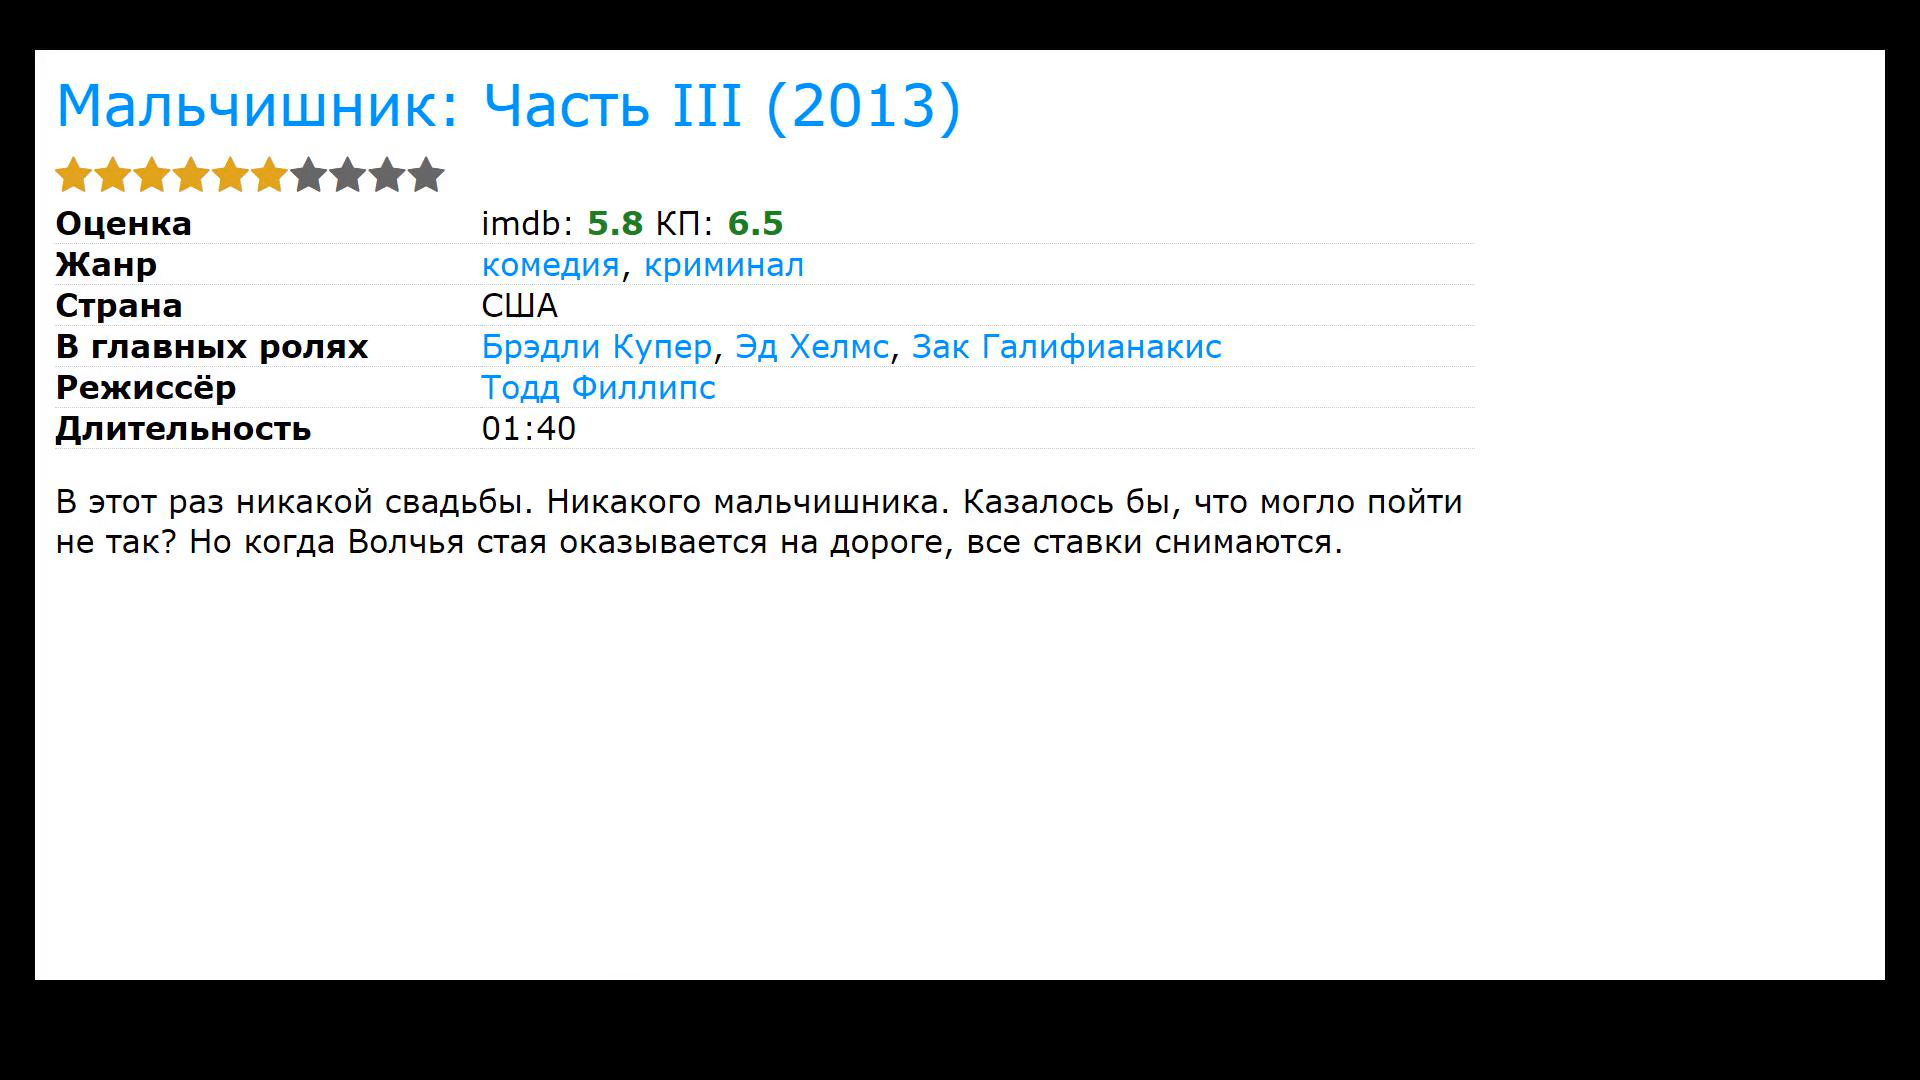 Мальчишник: Часть III (2013)
Оценка imdb: 5.8 КП: 6.5
Жанр комедия, криминал
Страна США
В главных ролях Брэдли Купер, Эд Хелмс, Зак Галифианакис
Режиссёр Тодд Филлипс
Длительность 01:40
В этот раз никакой свадьбы. Никакого мальчишника. Казалось бы, что могло пойти
не так? Но когда Волчья стая оказывается на дороге, все ставки снимаются.